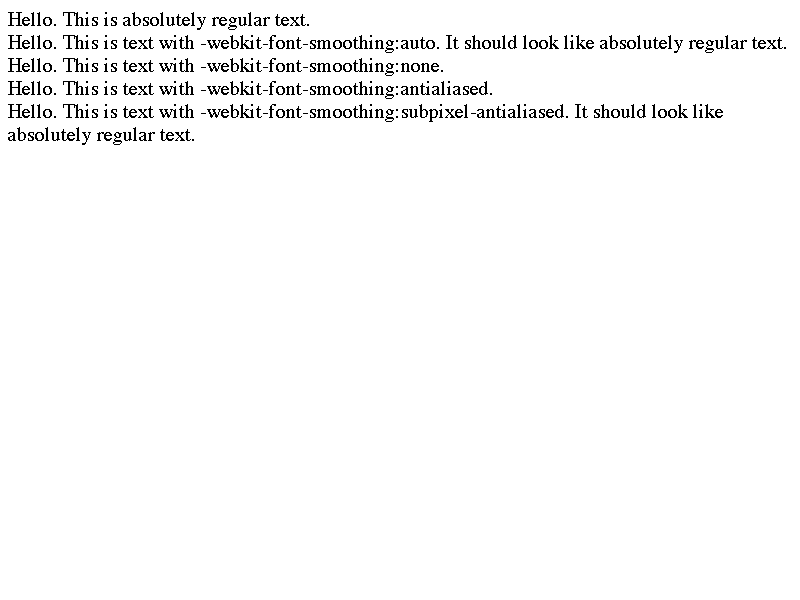 Hello. This is absolutely regular text.
Hello. This is text with -webkit-font-smoothing:auto. It should look like absolutely regular text.
Hello. This is text with -webkit-font-smoothing:none.
Hello. This is text with -webkit-font-smoothing:antialiased.
Hello. This is text with -webkit-font-smoothing:subpixel-antialiased. It should look like
absolutely regular text.